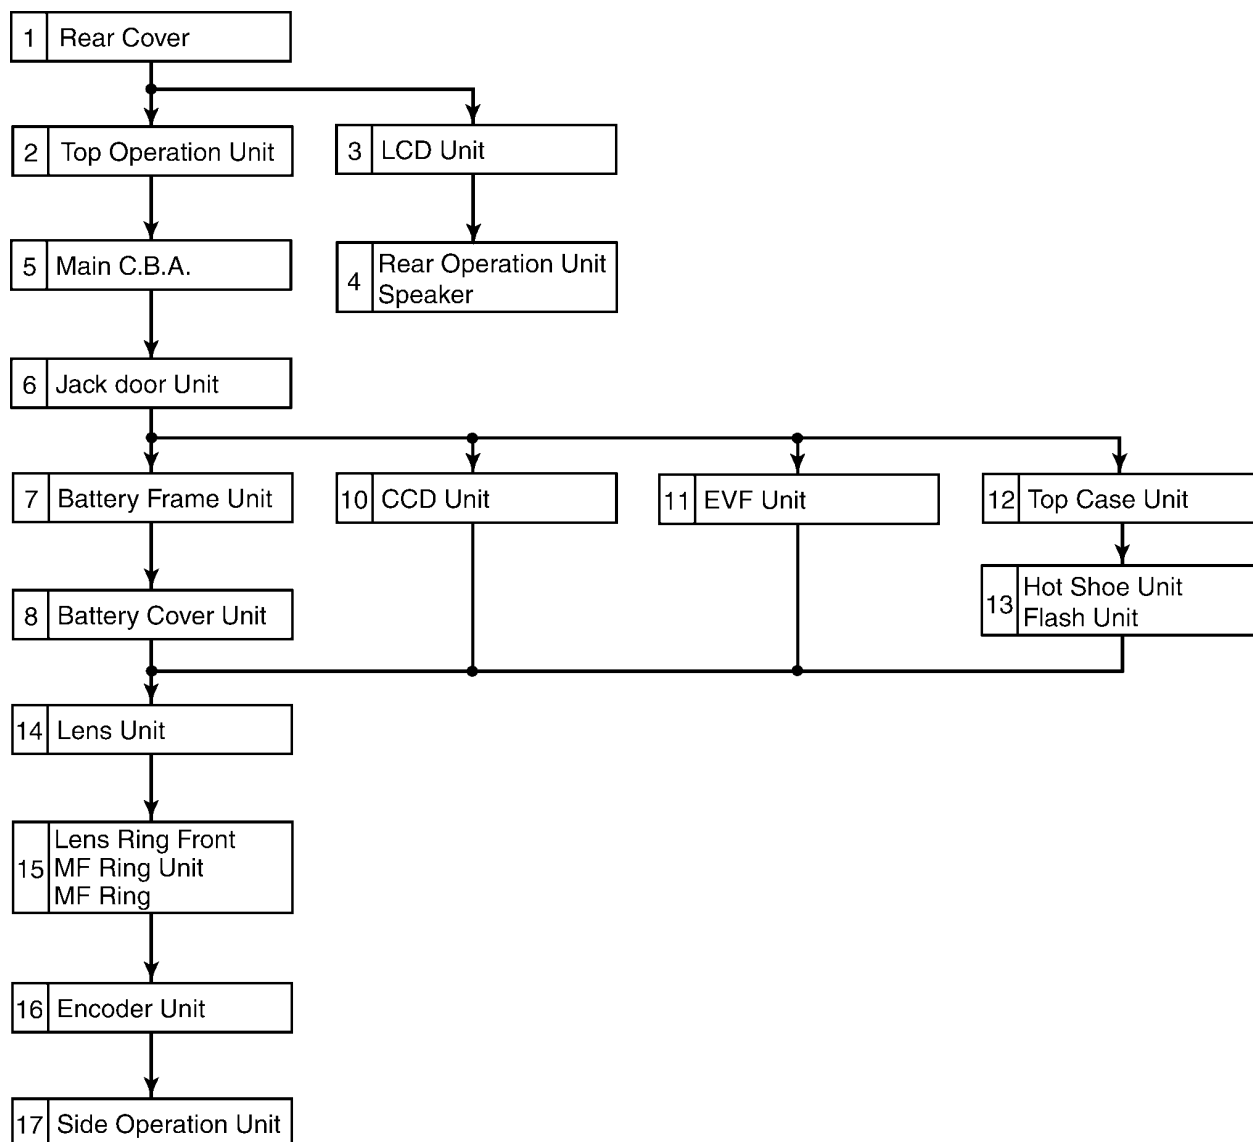 1 Rear Cover
2 Top Operation Unit
3 LCD Unit
5 Main C.B.A.
4 Rear Operation Unit
Speaker
6 Jack door Unit
7 Battery Frame Unit
10 CCD Unit
11 EVF Unit
12 Top Case Unit
8 Battery Cover Unit
13 Hot Shoe Unit
Flash Unit
14 Lens Unit
15 Lens Ring Front
MF Ring Unit
MF Ring
16 Encoder Unit
17 Side Operation Unit